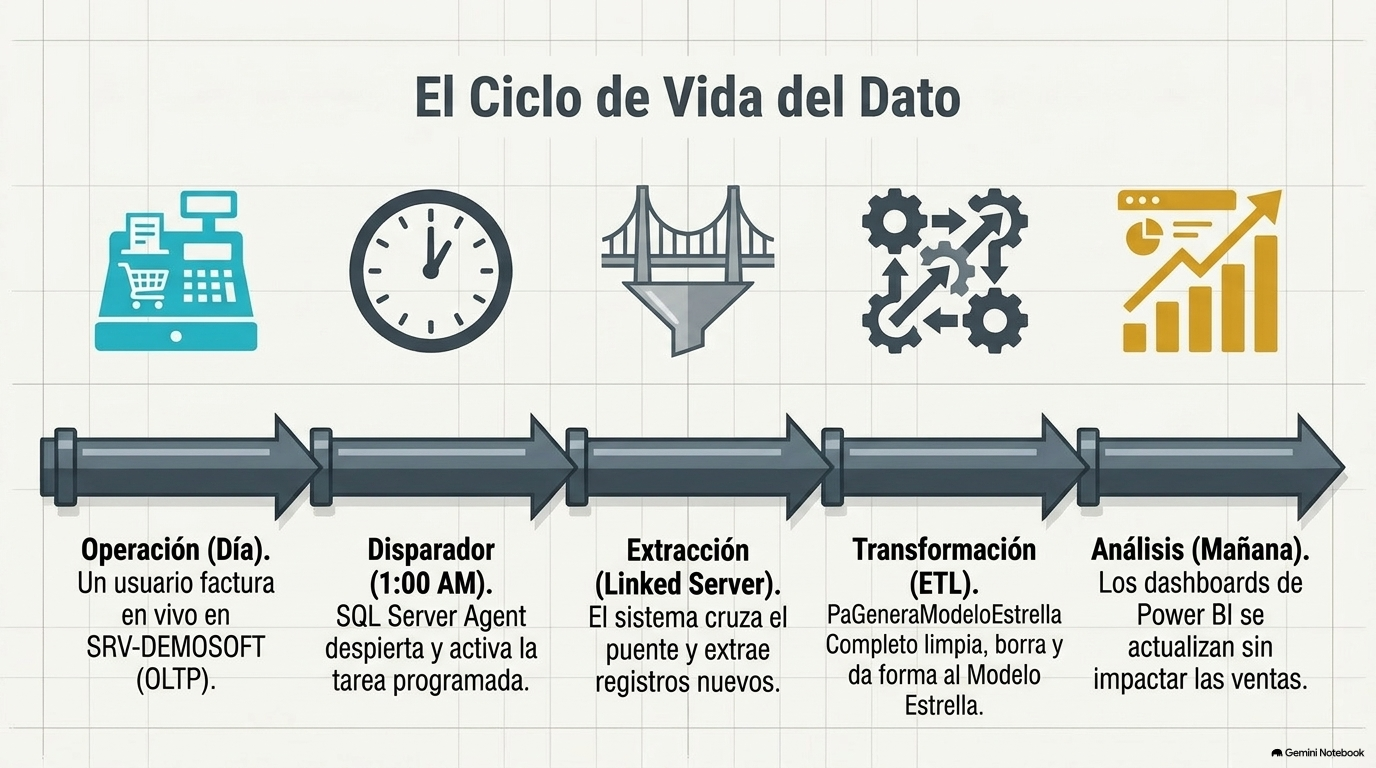 El Ciclo de Vida del Dato
Operación (Día).
Un usuario factura
en vivo en
SRV-DEMOSOFT
(OLTP).
Disparador
(1:00 AM).
SQL Server Agent
despierta y activa la
tarea programada.
Extracción
(Linked Server).
El sistema cruza el
puente y extrae
registros nuevos.
Transformación
(ETL).
PaGeneraModeloEstrella
Completo limpia, borra y
da forma al Modelo
Estrella.
Análisis (Mañana).
Los dashboards de
Power BI se
actualizan sin
impactar las ventas.
Gemini Notebook